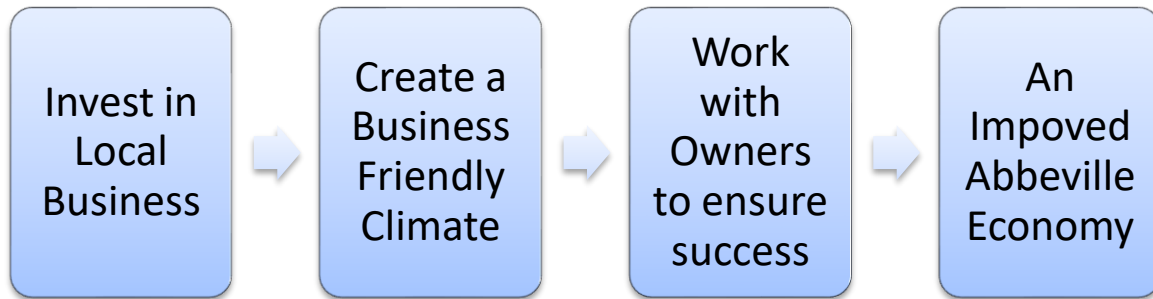 Invest in
Local
Business
Create a
Business
Friendly
Climate
Work
with
Owners
to ensure
success
An
Impoved
Abbeville
Economy